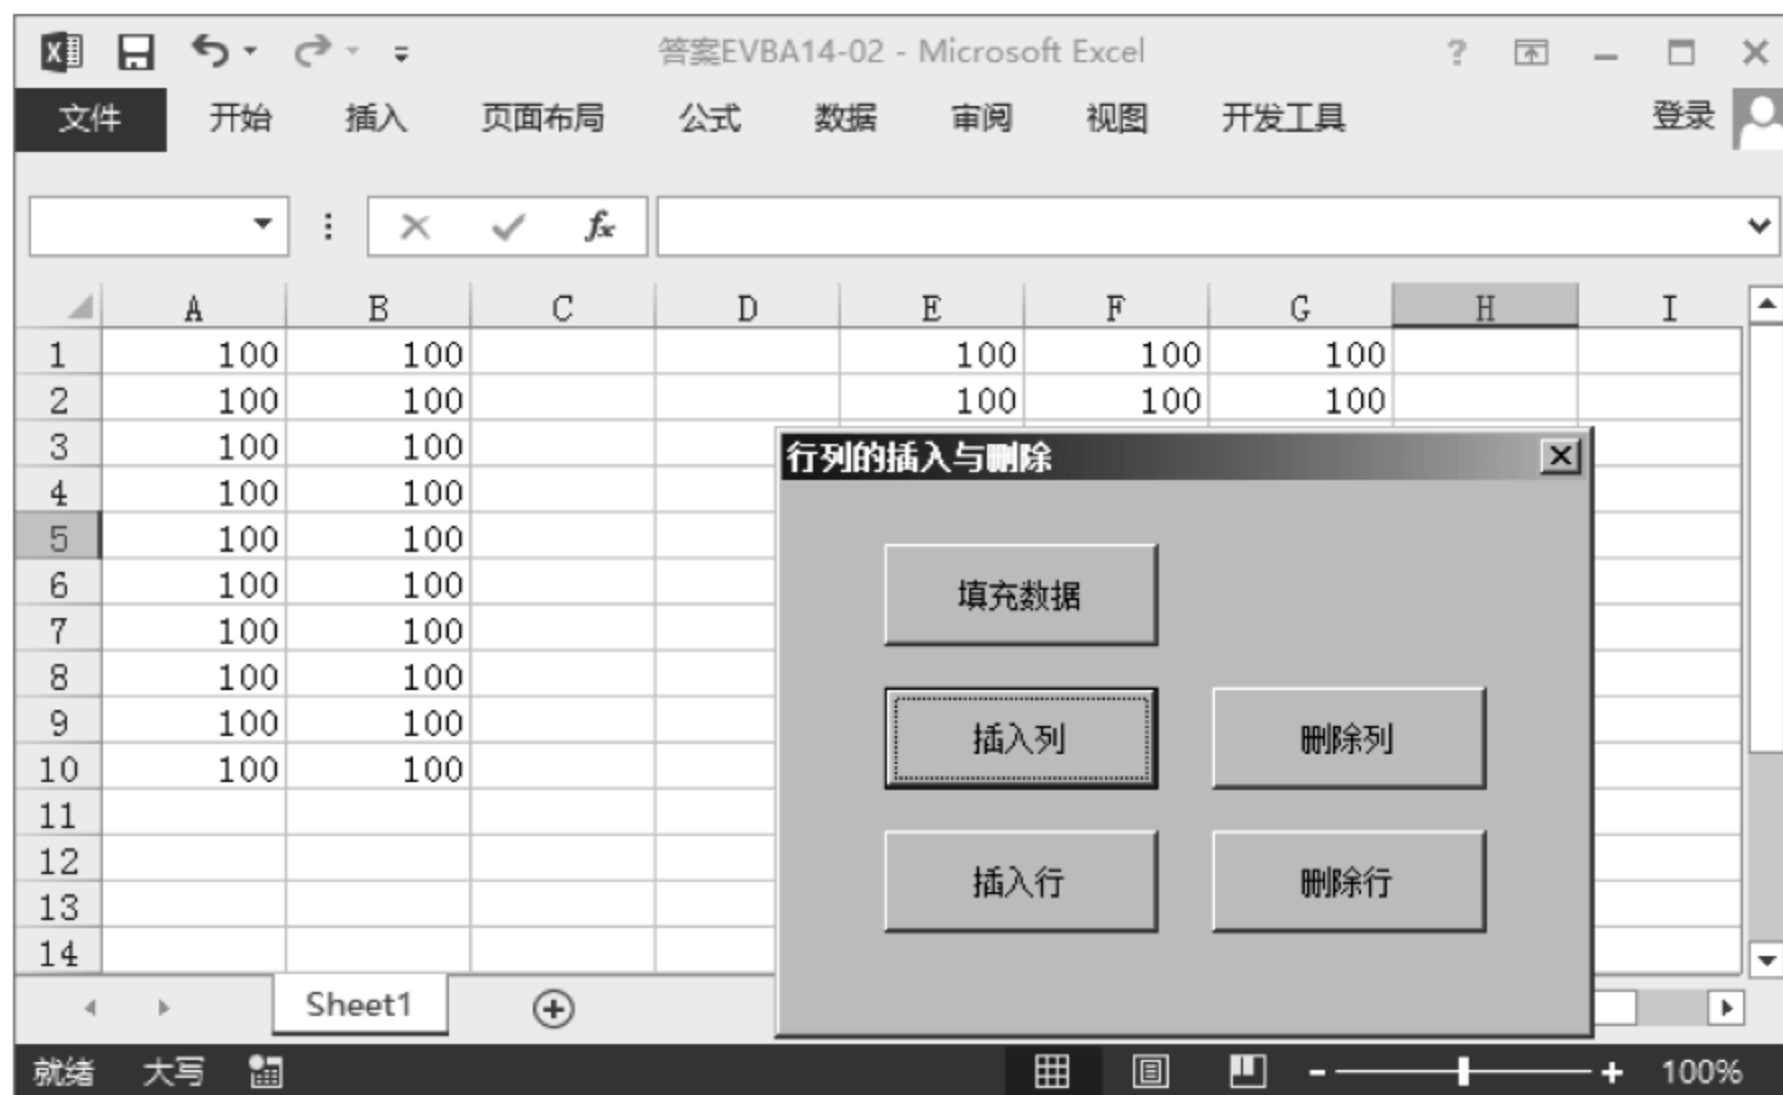 答案EVBA14-02 - Microsoft Excel
文件 开始 插入 页面布局 公式 数据 审阅 视图 开发工具 登录
fx
A B C D E F G H I
1 100 100 100 100 100
2 100 100 100 100 100
3 100 100
4 100 100
5 100 100
6 100 100
7 100 100
8 100 100
9 100 100
10 100 100
11
12
13
14
行列的插入与删除
填充数据
插入列 删除列
插入行 删除行
Sheet1
就绪 大写 100%